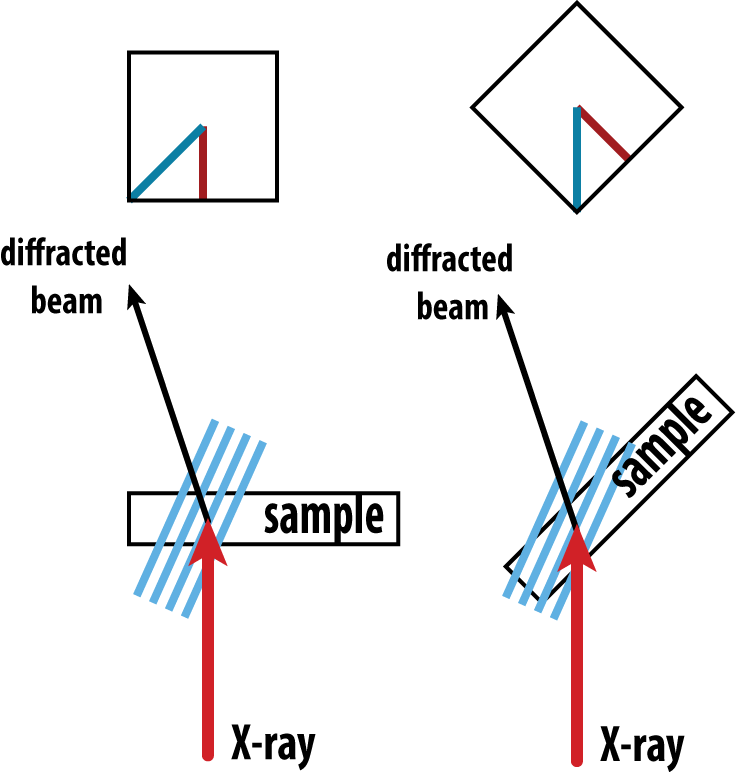 diffracted
beam
diffracted
beam
sample
sample
X-ray
X-ray